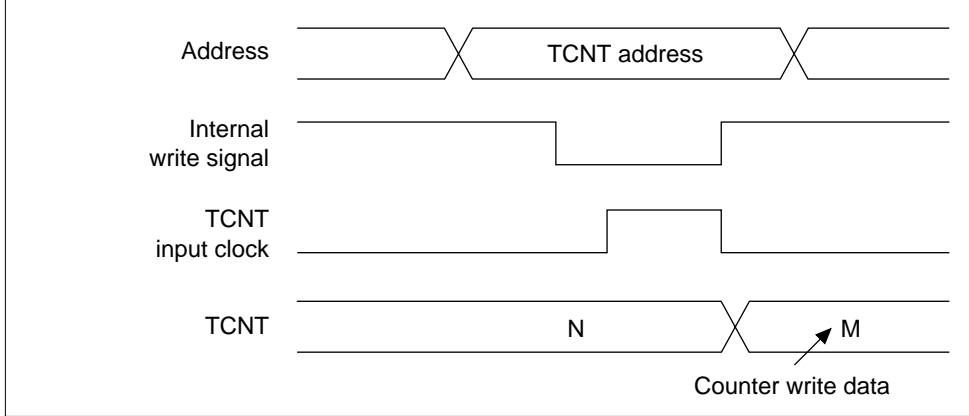 Address
TCNT address
Internal
write signal
TCNT
input clock
TCNT
N
M
Counter write data